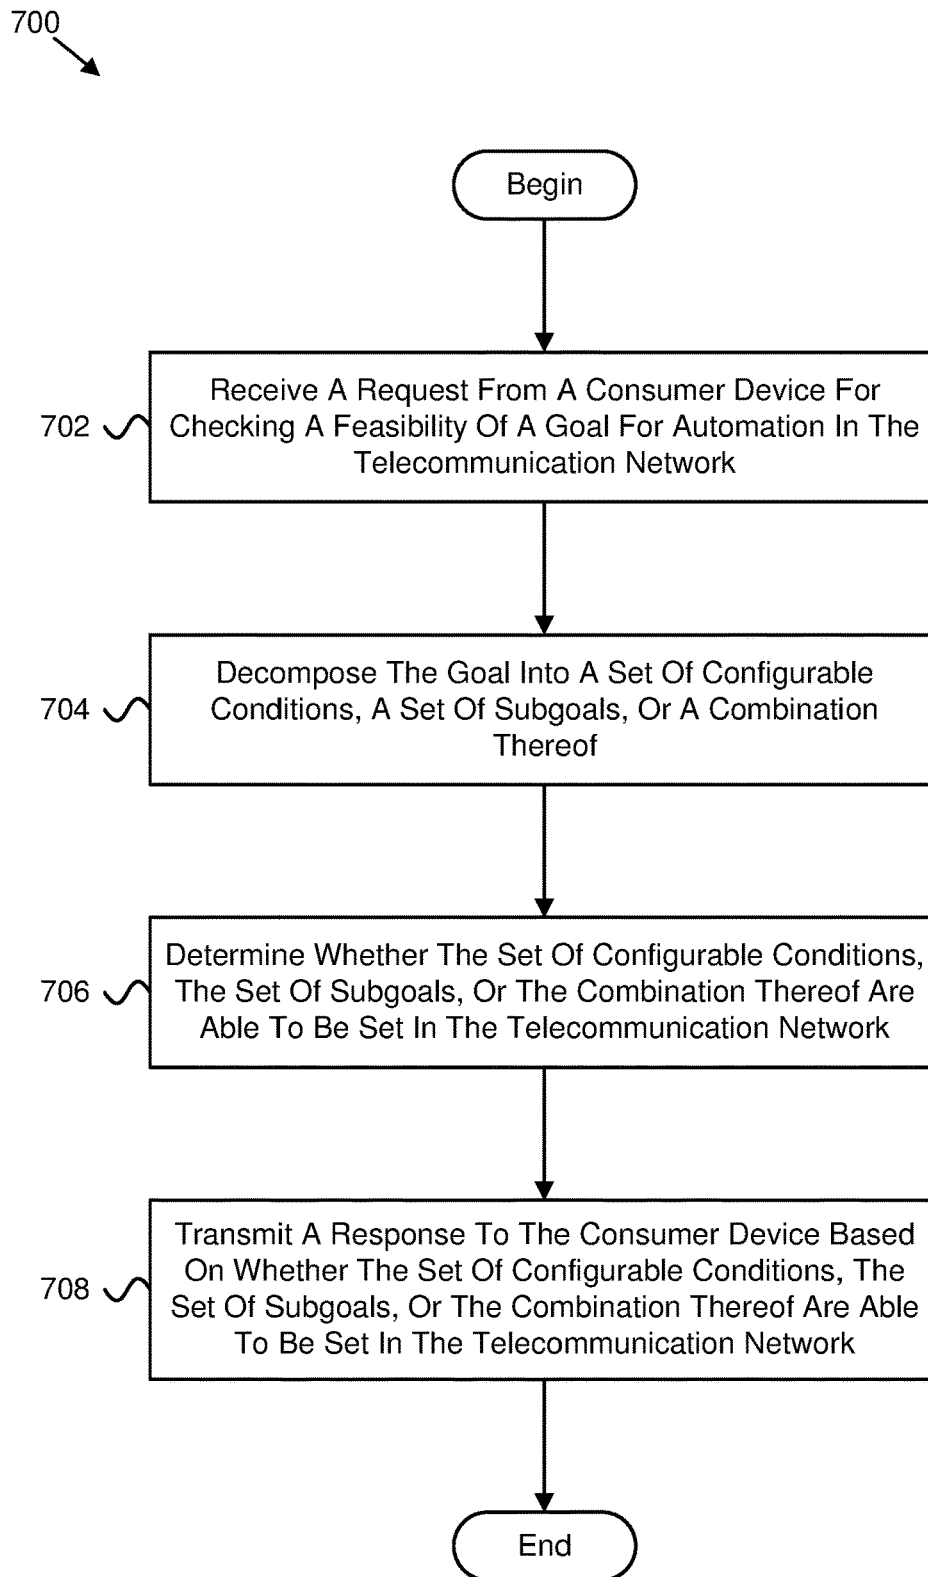 700
Begin
702
Receive A Request From A Consumer Device For
Checking A Feasibility Of A Goal For Automation In The
Telecommunication Network
704
Decompose The Goal Into A Set Of Configurable
Conditions, A Set Of Subgoals, Or A Combination
Thereof
706
Determine Whether The Set Of Configurable Conditions,
The Set Of Subgoals, Or The Combination Thereof Are
Able To Be Set In The Telecommunication Network
708
Transmit A Response To The Consumer Device Based
On Whether The Set Of Configurable Conditions, The
Set Of Subgoals, Or The Combination Thereof Are Able
To Be Set In The Telecommunication Network
End